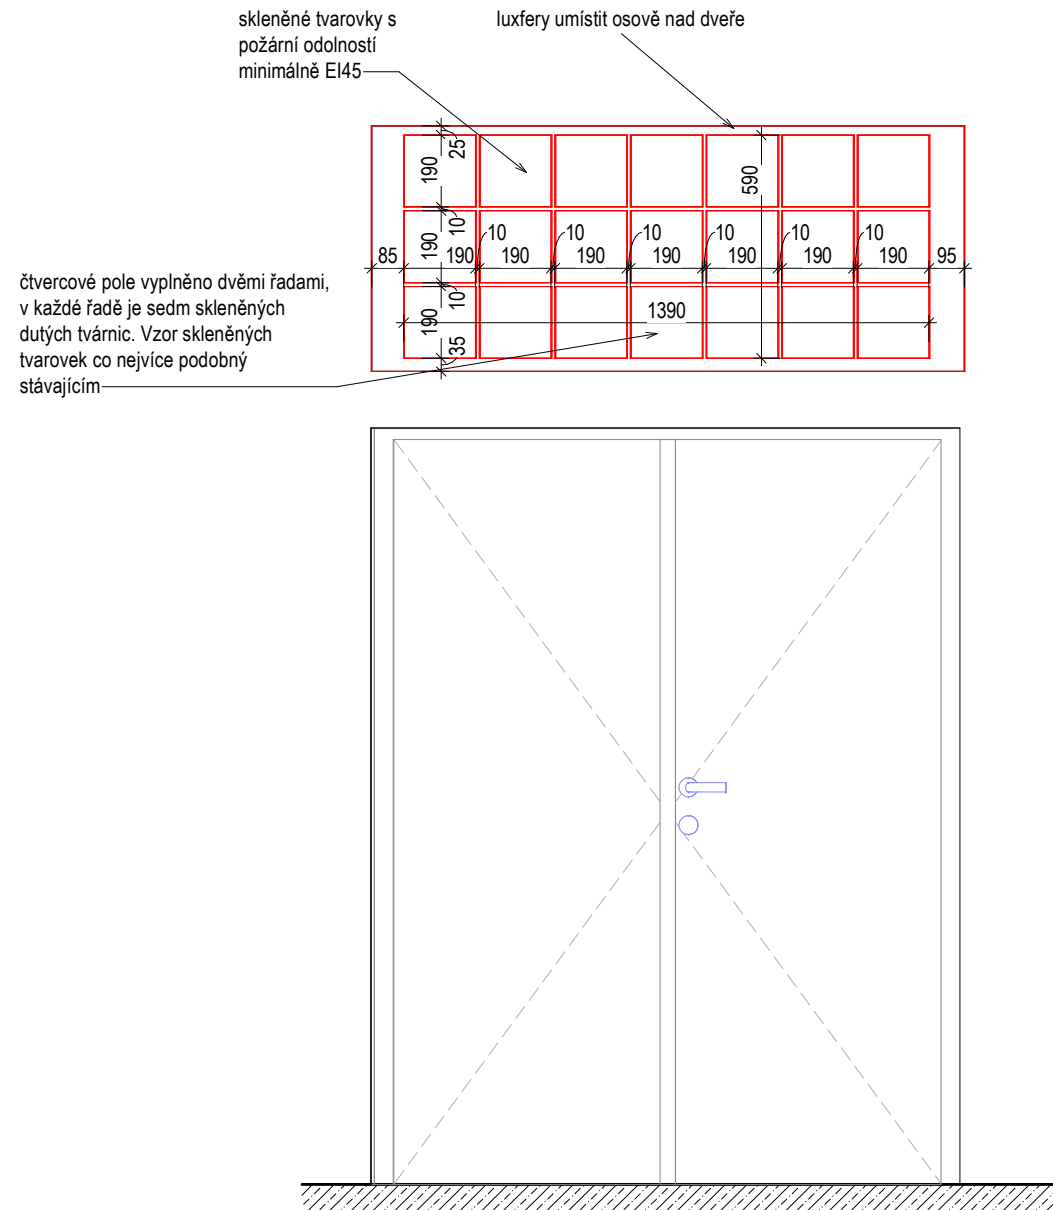 skleněné tvarovky s
požární odolností
minimálně EI45
luxfery umístit osově nad dveře
25
190
590
10
190
85
190
10
190
10
190
10
190
10
190
10
190
10
190
95
čtvercové pole vyplněno dvěmi řadami,
v každé řadě je sedm skleněných
dutých tvárnic. Vzor skleněných
tvarovek co nejvíce podobný
stávajícím
10
190
1390
35